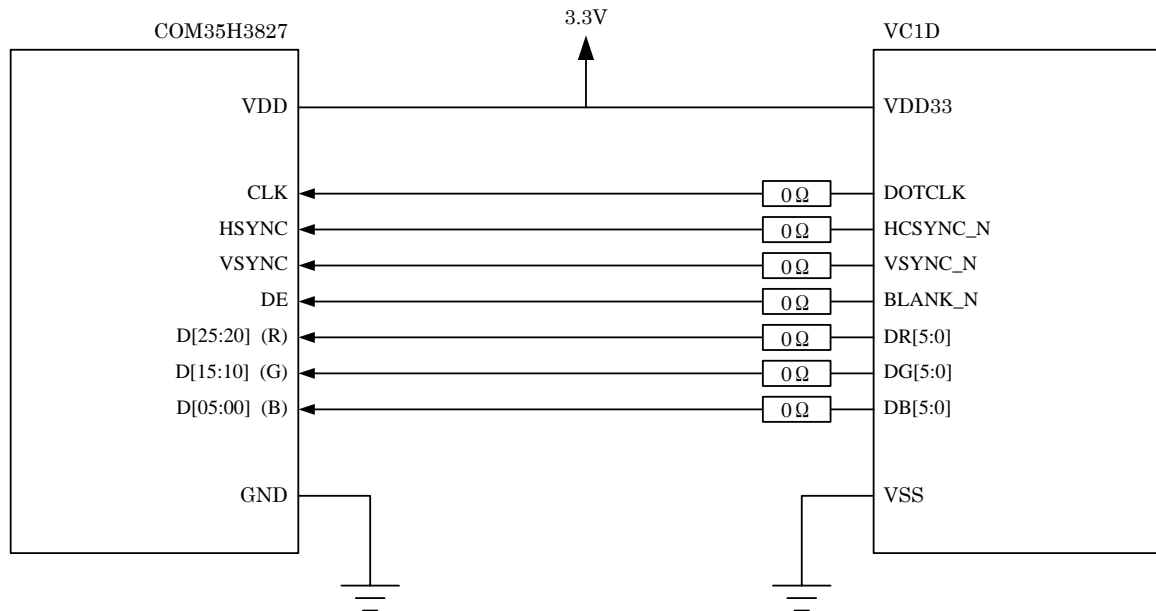 3.3V
COM35H3827
VC1D
VDD
VDD33
CLK
0Ω
DOTCLK
HSYNC
0Ω
HCSYNC_N
VSYNC
0Ω
VSYNC_N
DE
0Ω
BLANK_N
D[25:20] (R)
0Ω
DR[5:0]
D[15:10] (G)
0Ω
DG[5:0]
D[05:00] (B)
0Ω
DB[5:0]
GND
VSS